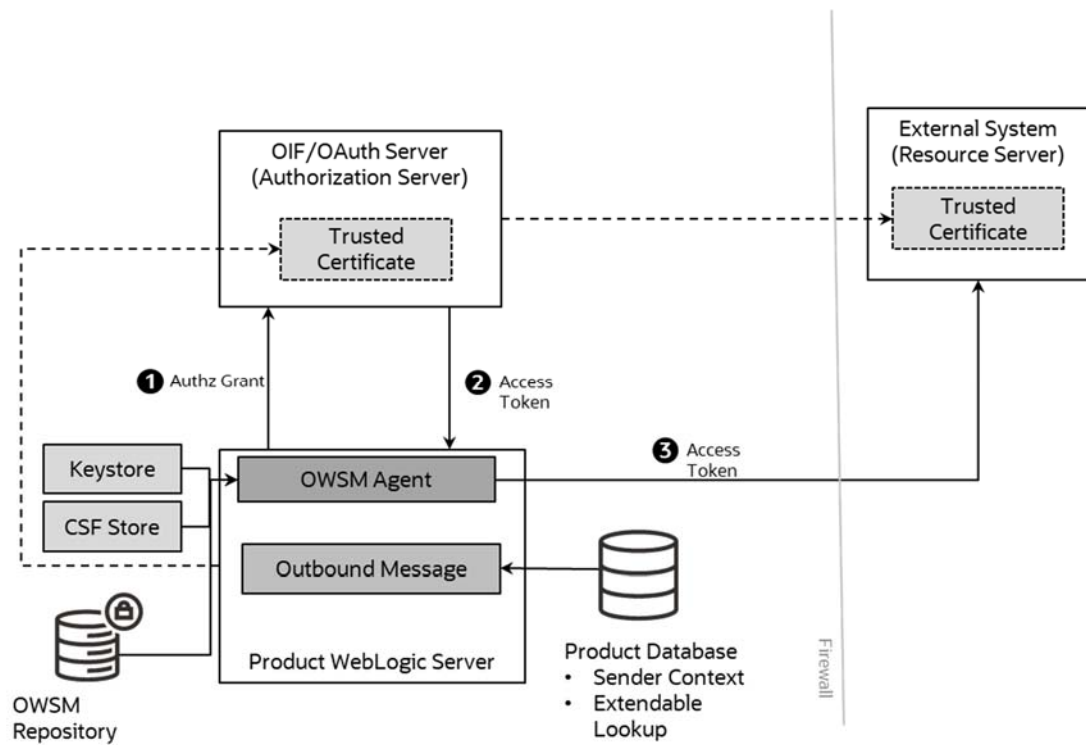 OIF/OAuth Server
(Authorization Server)
Trusted
Certificate
External System
(Resource Server)
Trusted
Certificate
1 Authz Grant
2 Access
Token
3 Access
Token
Keystore
CSF Store
OWSM Agent
Outbound Message
Product WebLogic Server
OWSM
Repository
Product Database
• Sender Context
• Extendable
Lookup
Firewall